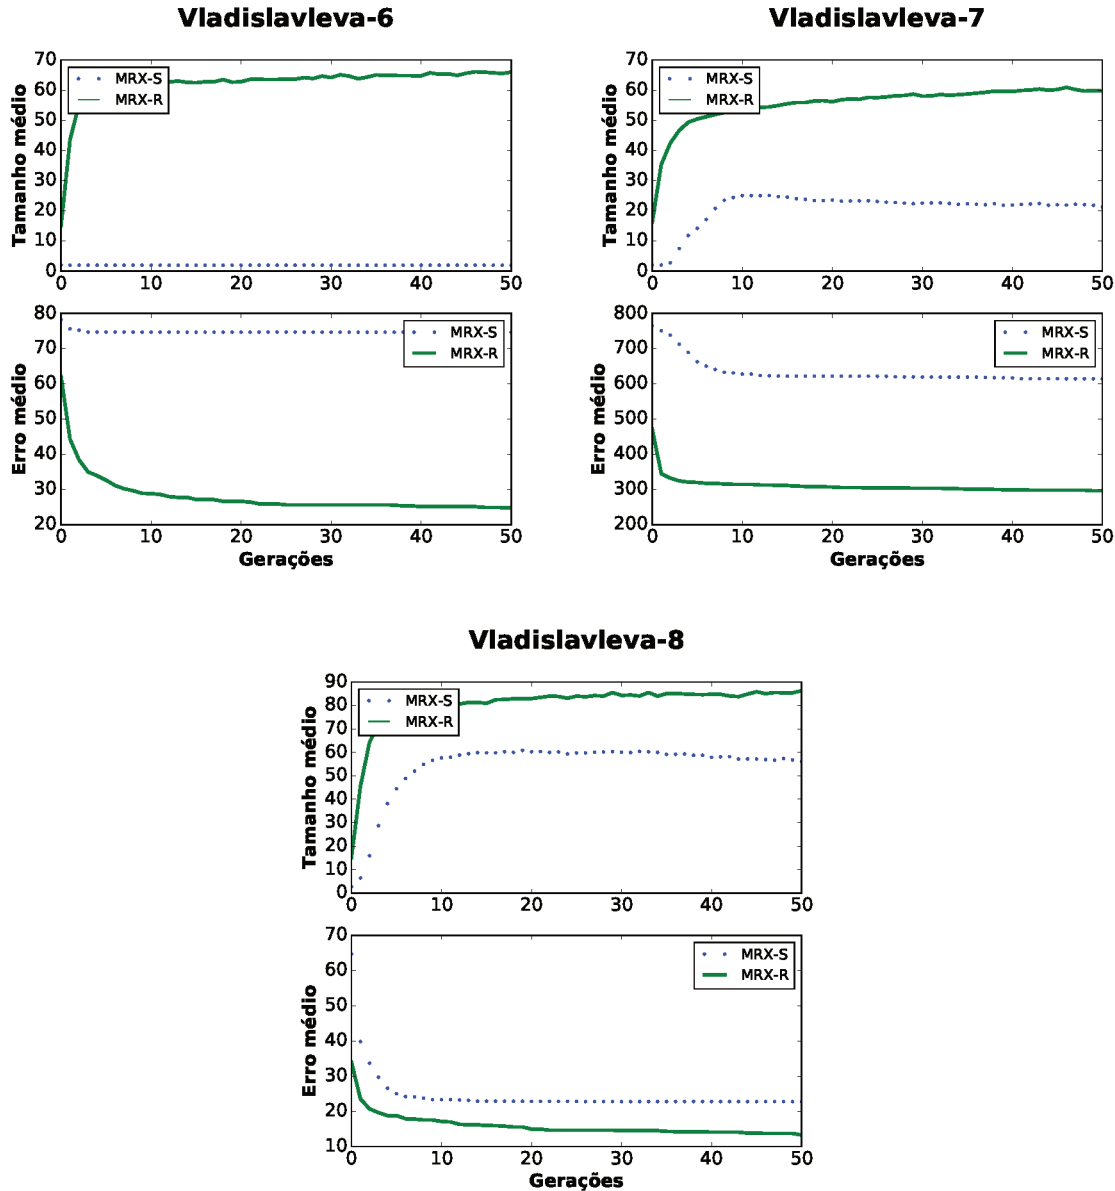 Vladislavleva-6
70
60
50
40
30
20
10
0
Tamanho médio
MRX-S
MRX-R
0 10 20 30 40 50
80
70
60
50
40
30
20
Erro médio
MRX-S
MRX-R
0 10 20 30 40 50
Gerações
Vladislavleva-7
70
60
50
40
30
20
10
0
Tamanho médio
MRX-S
MRX-R
0 10 20 30 40 50
800
700
600
500
400
300
200
Erro médio
MRX-S
MRX-R
0 10 20 30 40 50
Gerações
Vladislavleva-8
90
80
70
60
50
40
30
20
10
0
Tamanho médio
MRX-S
MRX-R
0 10 20 30 40 50
70
60
50
40
30
20
10
Erro médio
MRX-S
MRX-R
0 10 20 30 40 50
Gerações